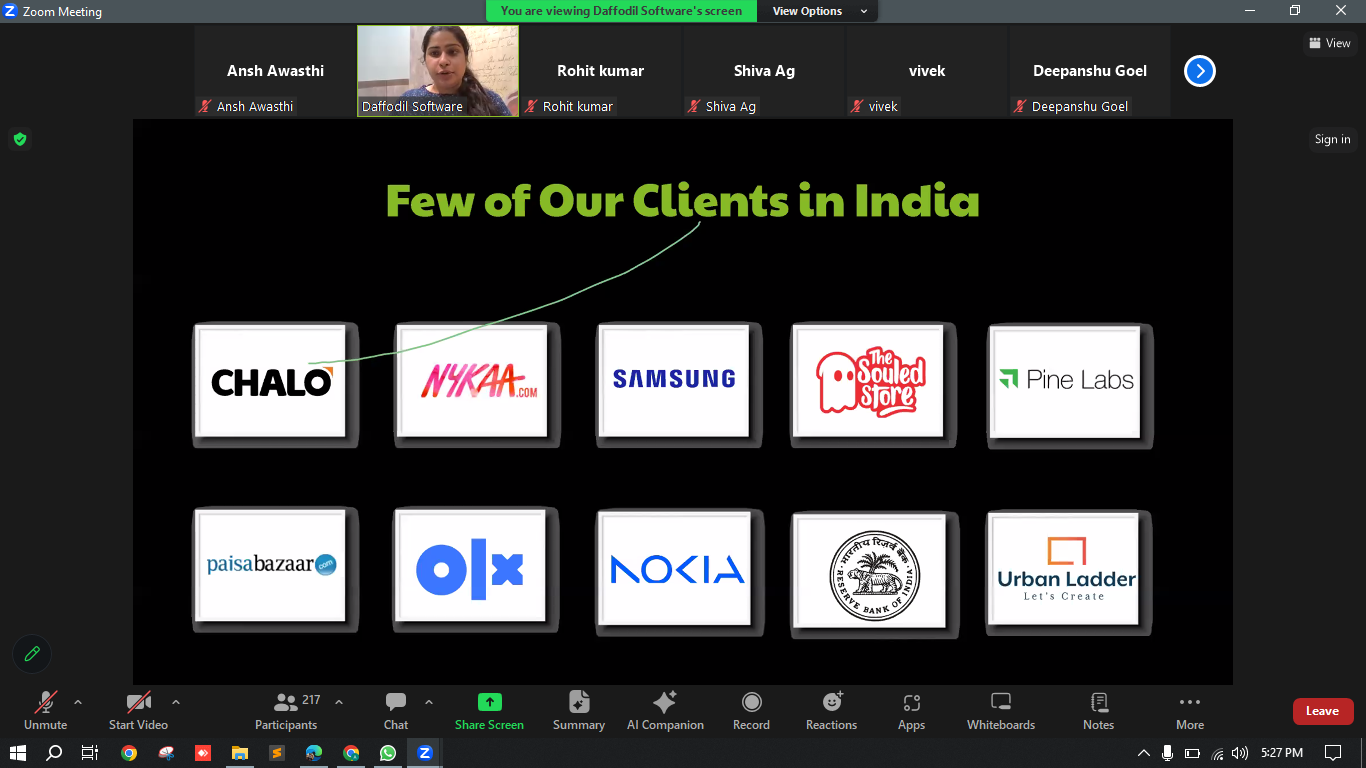 Zoom Meeting
You are viewing Daffodil Software's screen
View Options
View
Ansh Awasthi
Rohit kumar
Shiva Ag
vivek
Deepanshu Goel
Ansh Awasthi
Daffodil Software
Rohit kumar
Shiva Ag
vivek
Deepanshu Goel
Sign in
Few of Our Clients in India
CHALO
NYKAA.COM
SAMSUNG
The
Souled
Store
Pine Labs
paisabazaar.com
olx
NOKIA
भारतीय रिज़र्व बैंक
RESERVE BANK OF INDIA
Urban Ladder
Let's Create
217
Unmute
Start Video
Participants
Chat
Share Screen
Summary
AI Companion
Record
Reactions
Apps
Whiteboards
Notes
More
Leave
5:27 PM